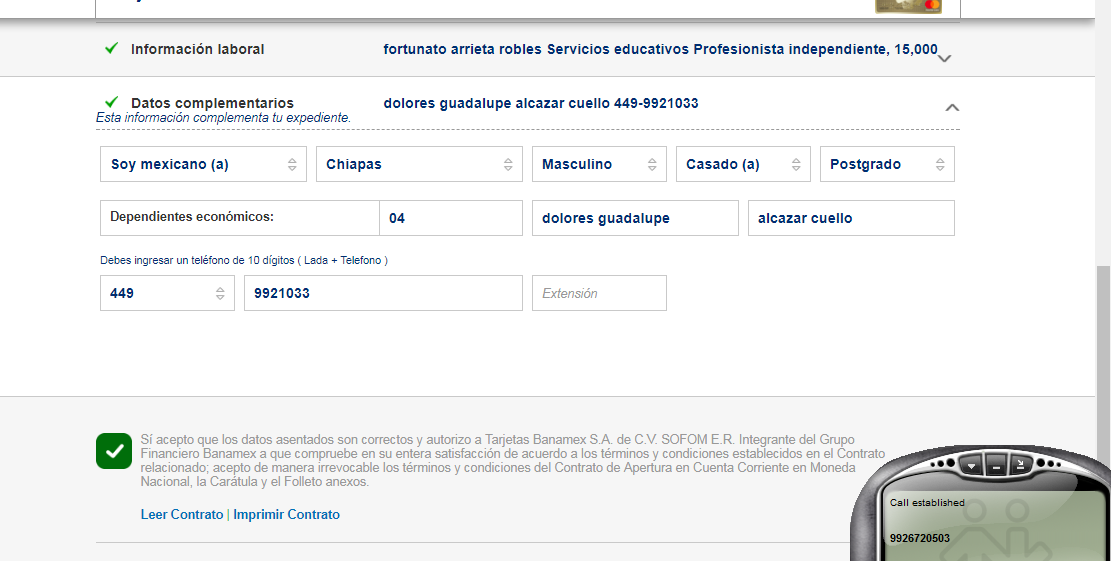 Información laboral
fortunato arrieta robles Servicios educativos Profesionista independiente, 15,000
Datos complementarios
dolores guadalupe alcazar cuello 449-9921033
Esta información complementa tu expediente.
Soy mexicano (a)
Chiapas
Masculino
Casado (a)
Postgrado
Dependientes económicos:
04
dolores guadalupe
alcazar cuello
Debes ingresar un teléfono de 10 dígitos ( Lada + Telefono )
449
9921033
Extensión
Sí acepto que los datos asentados son correctos y autorizo a Tarjetas Banamex S.A. de C.V. SOFOM E.R. Integrante del Grupo
Financiero Banamex a que compruebe en su entera satisfacción de acuerdo a los términos y condiciones establecidos en el Contrato
relacionado; acepto de manera irrevocable los términos y condiciones del Contrato de Apertura en Cuenta Corriente en Moneda
Nacional, la Carátula y el Folleto anexos.
Leer Contrato | Imprimir Contrato
Call established
9926720503